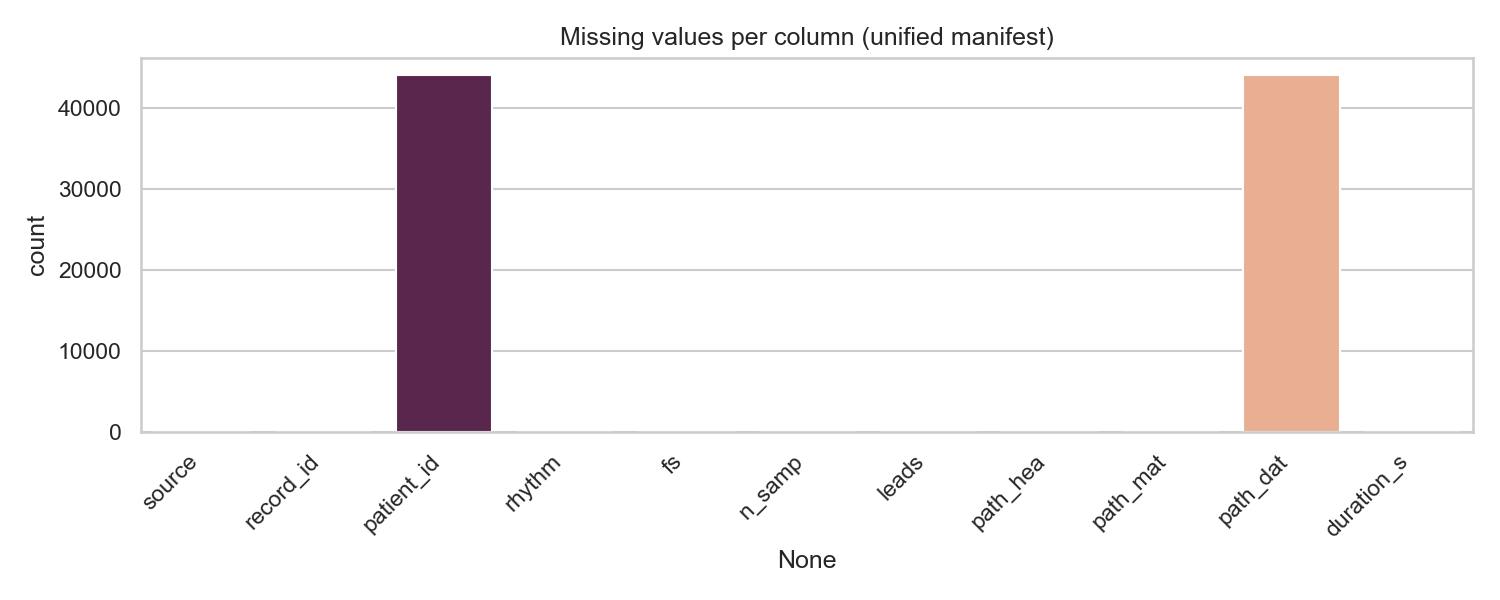 Missing values per column (unified manifest)
count
40000
30000
20000
10000
0
source
record_id
patient_id
rhythm
fs
n_samp
leads
path_hea
path_mat
path_dat
duration_s
None